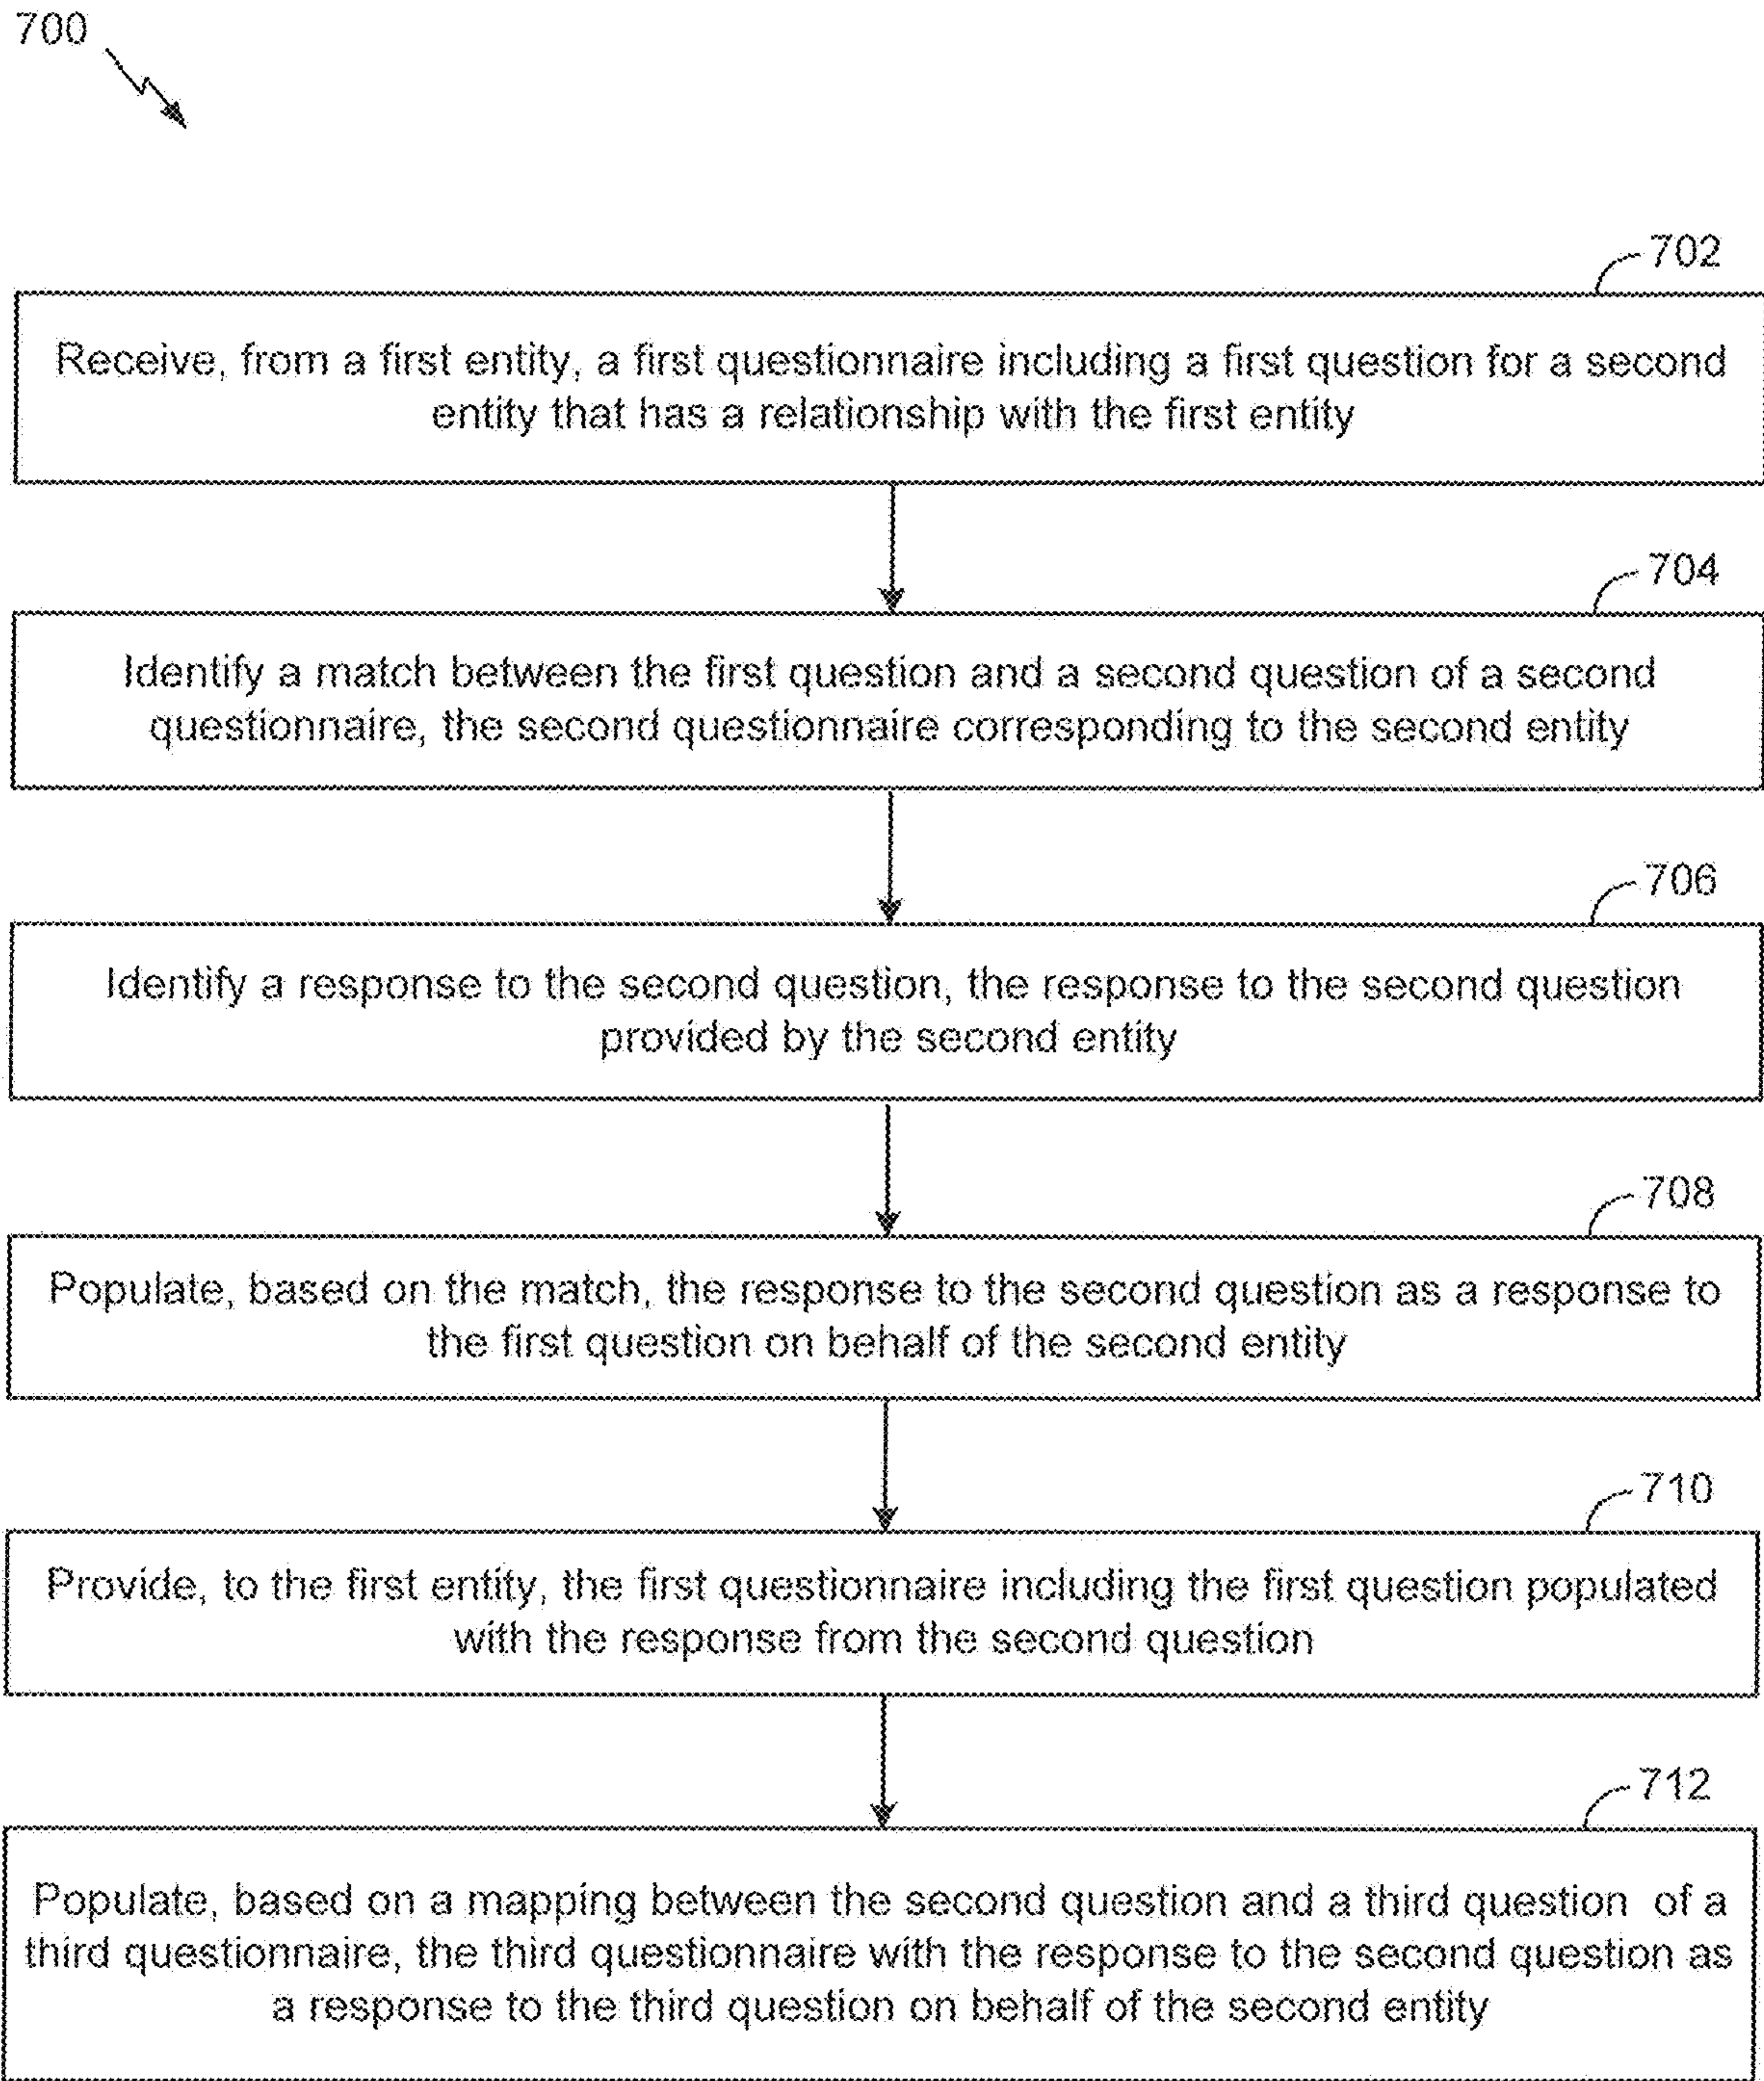 700
702
Receive, from a first entity, a first questionnaire including a first question for a second
entity that has a relationship with the first entity
704
Identify a match between the first question and a second question of a second
questionnaire, the second questionnaire corresponding to the second entity
706
Identify a response to the second question, the response to the second question
provided by the second entity
708
Populate, based on the match, the response to the second question as a response to
the first question on behalf of the second entity
710
Provide, to the first entity, the first questionnaire including the first question populated
with the response from the second question
712
Populate, based on a mapping between the second question and a third question of a
third questionnaire, the third questionnaire with the response to the second question as
a response to the third question on behalf of the second entity